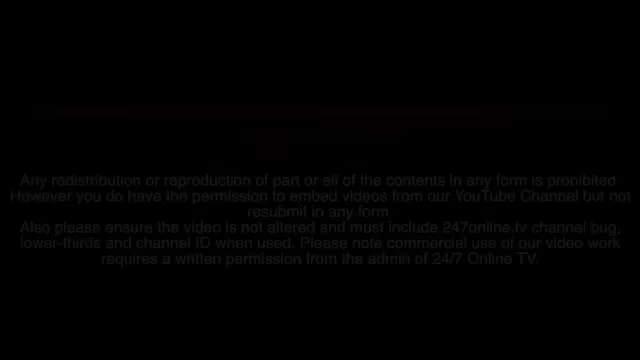 Any redistribution or reproduction of part or all of the contents in any form is prohibited
However you do have the permission to embed videos from our YouTube Channel but not
resubmit in any form
Also please ensure the video is not altered and must include 247online.tv channel bug,
lower-thirds and channel ID when used. Please note commercial use of our video work
requires a written permission from the admin of 24/7 Online TV.